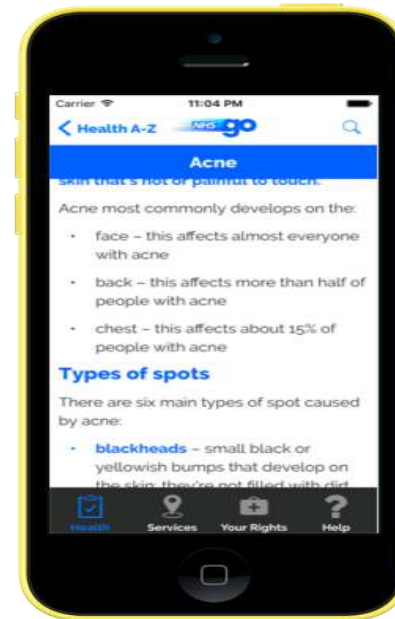 Carrier 11:04 PM
Health A-Z NHS go
Acne
skin that's hot or painful to touch.
Acne most commonly develops on the:
• face – this affects almost everyone
with acne
• back – this affects more than half of
people with acne
• chest – this affects about 15% of
people with acne
Types of spots
There are six main types of spot caused
by acne:
• blackheads – small black or
yellowish bumps that develop on
the skin; they're not filled with dirt
Health Services Your Rights Help